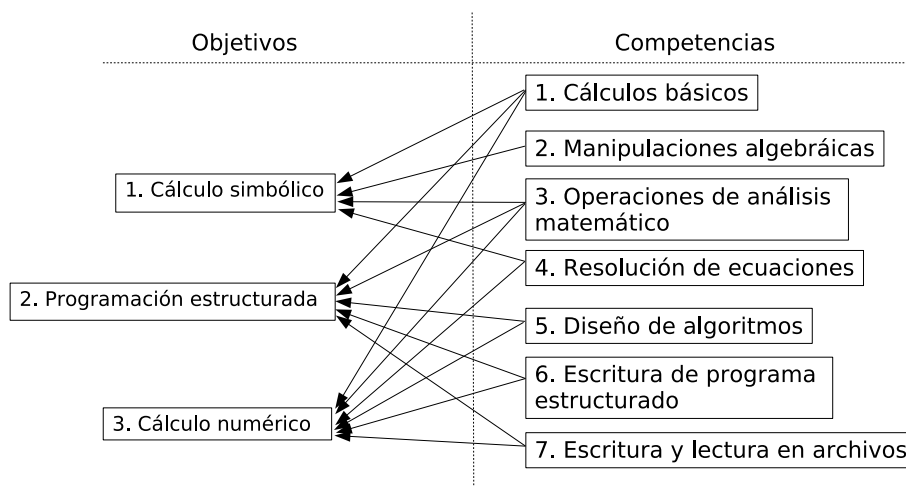 Objetivos
Competencias
1. Cálculo simbólico
2. Programación estructurada
3. Cálculo numérico
1. Cálculos básicos
2. Manipulaciones algebráicas
3. Operaciones de análisis
matemático
4. Resolución de ecuaciones
5. Diseño de algoritmos
6. Escritura de programa
estructurado
7. Escritura y lectura en archivos